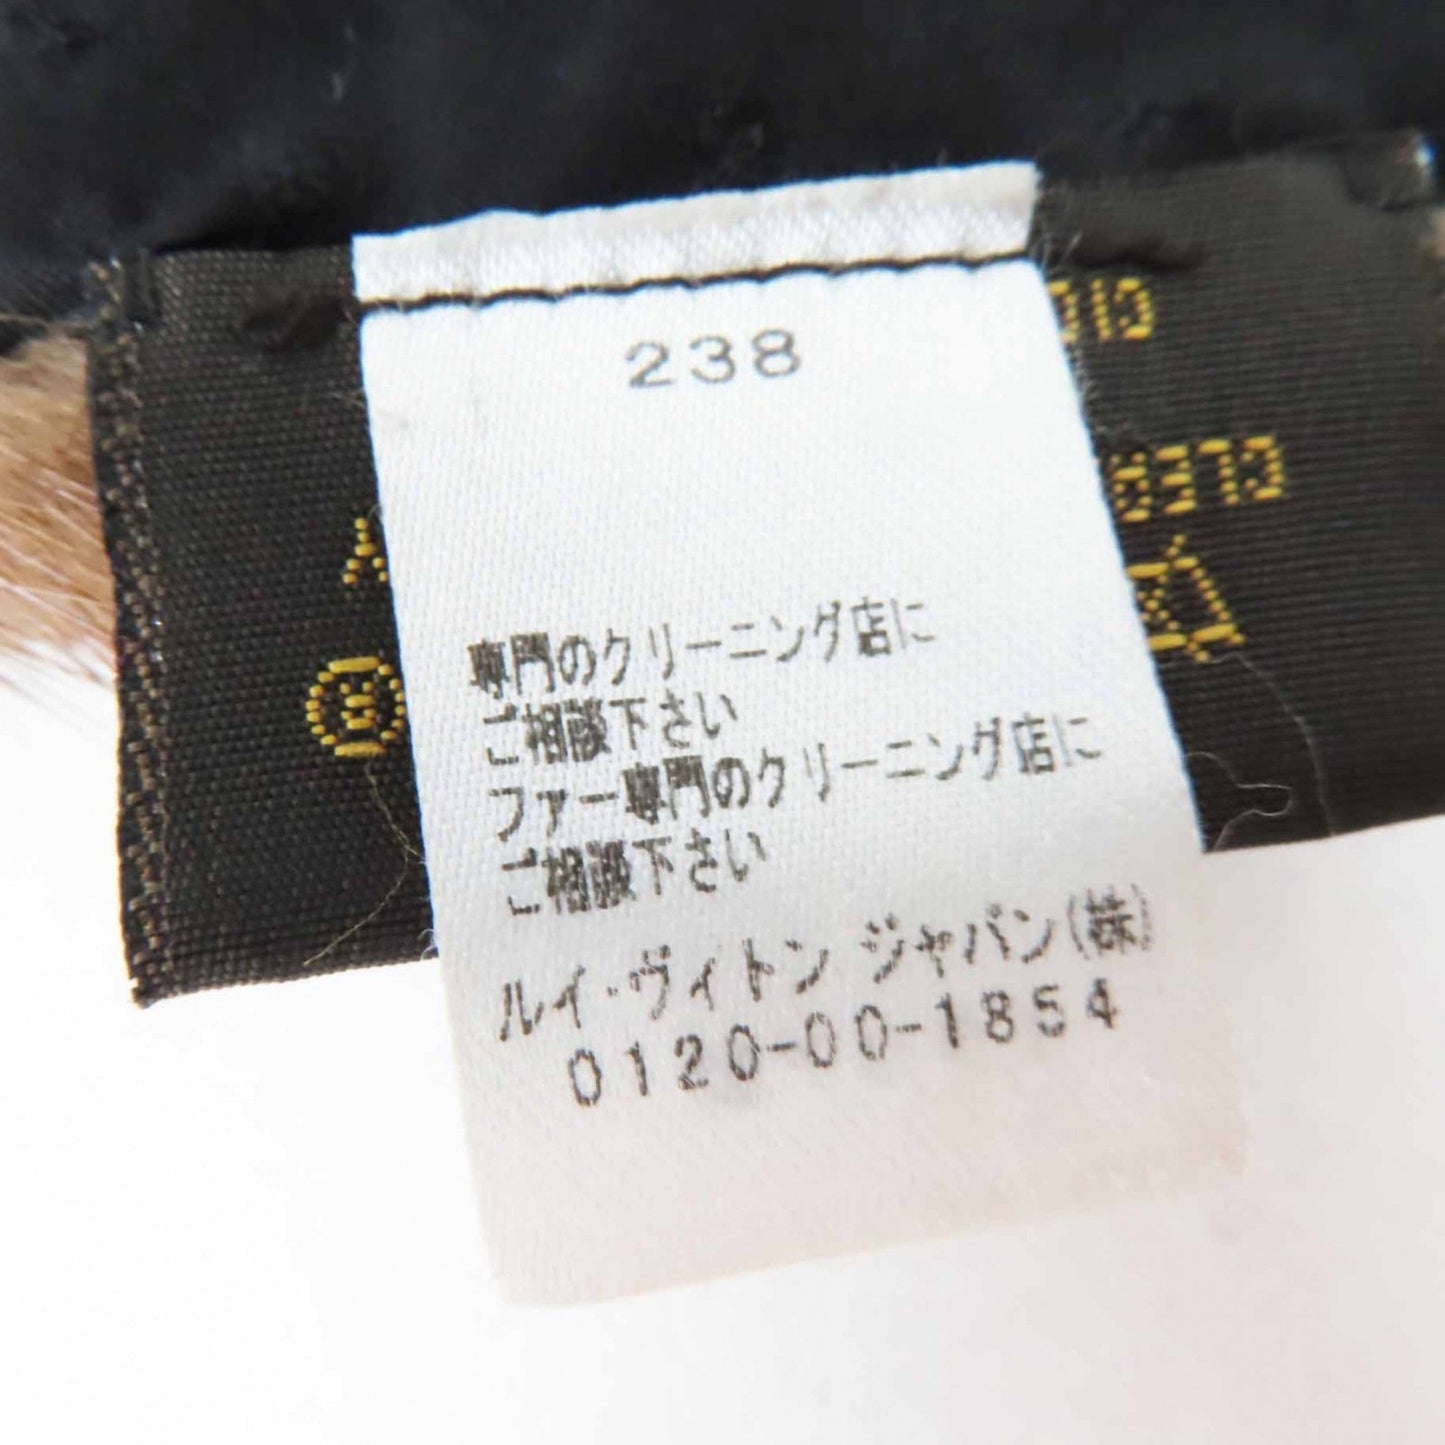 238
専門のクリーニング店に
ご相談下さい
ファー専門のクリーニング店に
ご相談下さい
ルイ・ヴィトン ジャパン(株)
0120-00-1854